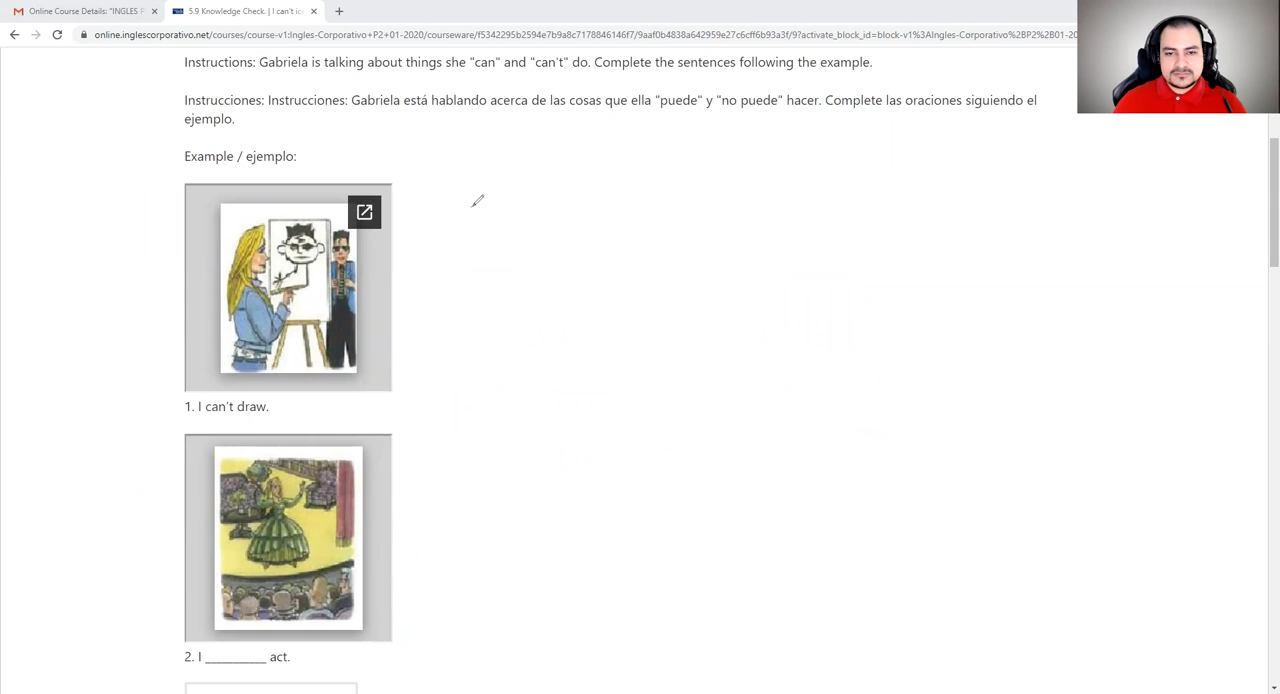 Online Course Details: "INGLES P
5.9 Knowledge Check. | I can't ice
online.inglescorporativo.net/courses/course-v1:Ingles-Corporativo+P2+01-2020/courseware/f5342295b2594e7b9a8c7178846146f7/9aaf0b4838a642959e27c6cff6b93a3f/9?activate_block_id=block-v1%3AIngles-Corporativo%2BP2%2B01-20
Instructions: Gabriela is talking about things she "can" and "can't" do. Complete the sentences following the example.
Instrucciones: Instrucciones: Gabriela está hablando acerca de las cosas que ella "puede" y "no puede" hacer. Complete las oraciones siguiendo el
ejemplo.
Example / ejemplo:
1. I can't draw.
2. I __________ act.